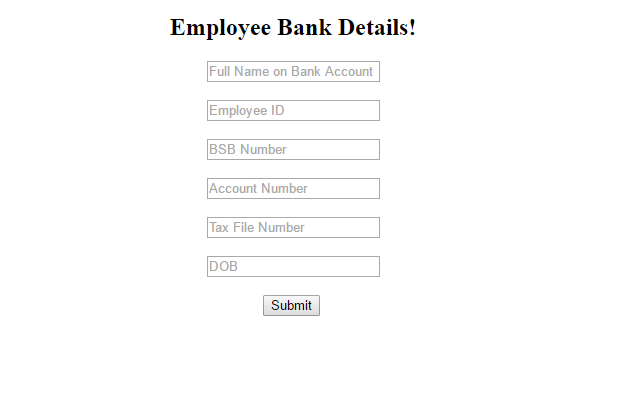 Employee Bank Details!
Full Name on Bank Account
Employee ID
BSB Number
Account Number
Tax File Number
DOB
Submit